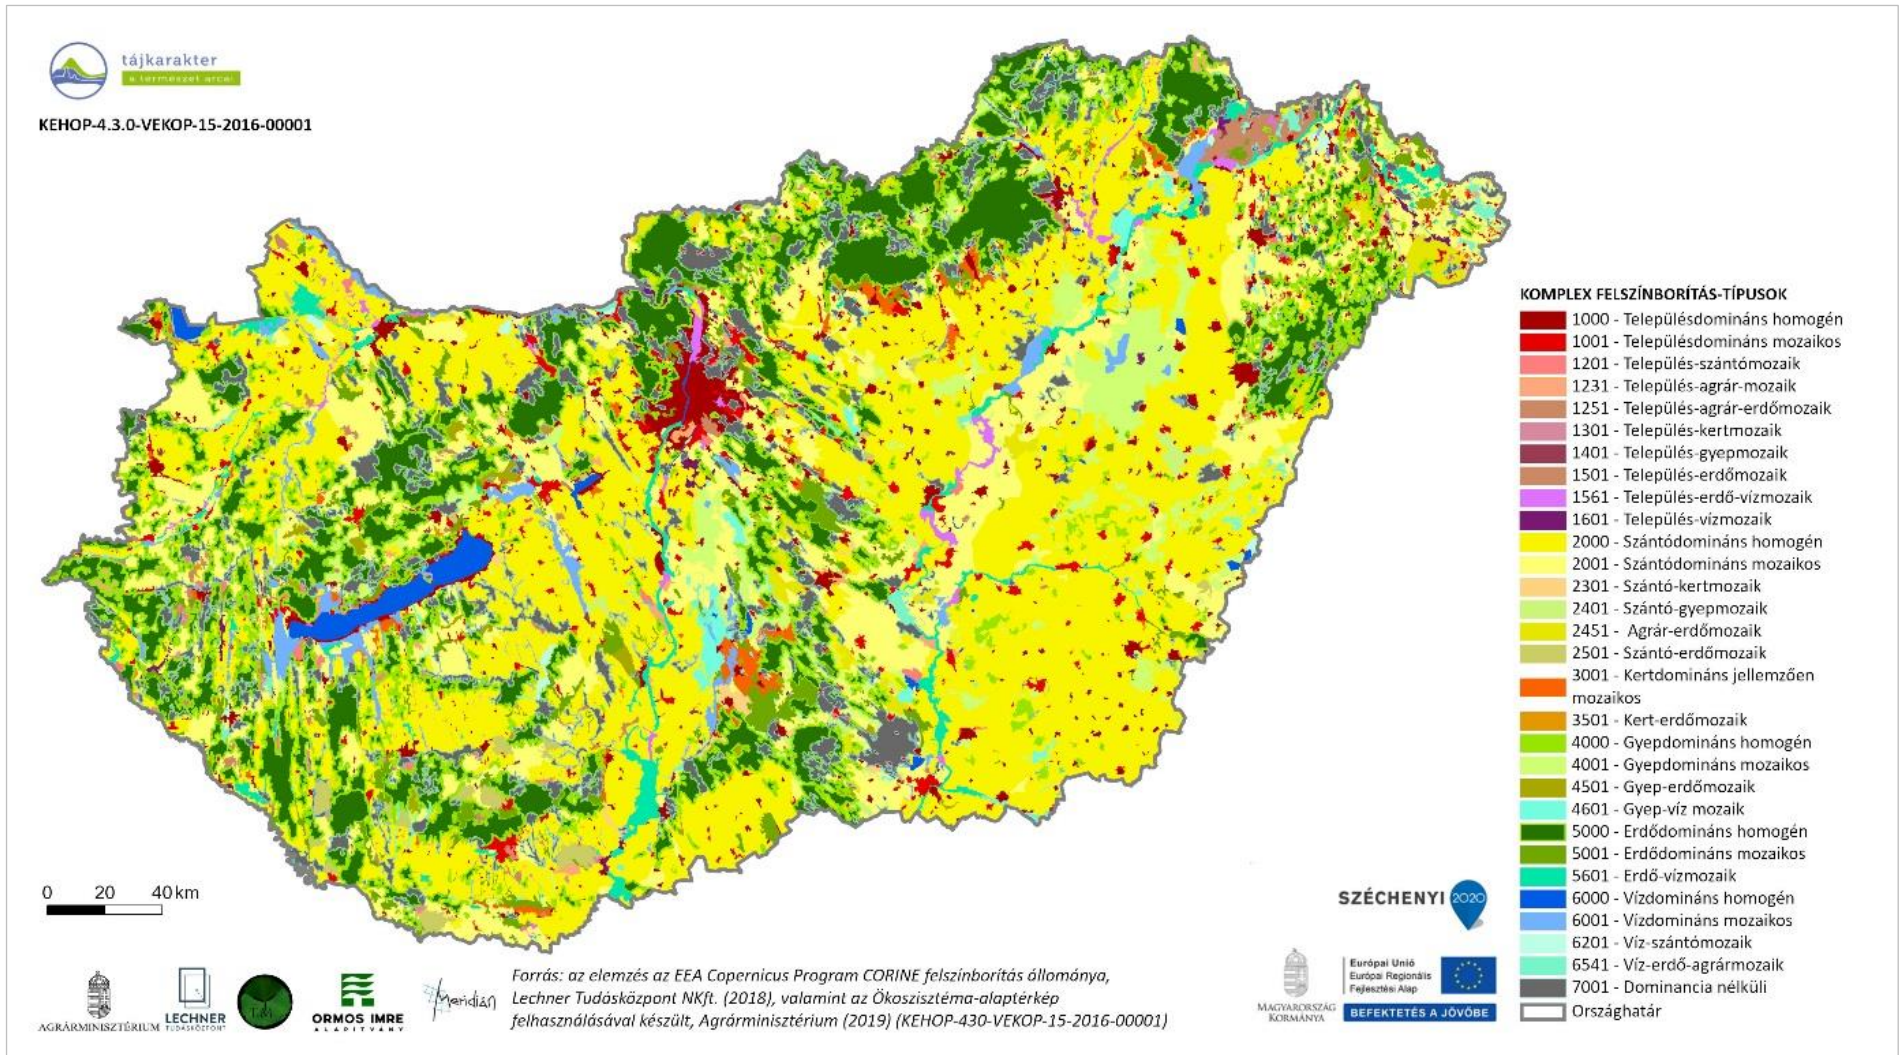 tájkarakter
a természet arcai
KEHOP-4.3.0-VEKOP-15-2016-00001
KOMPLEX FELSZÍNBORÍTÁS-TÍPUSOK
1000 - Településdomináns homogén
1001 - Településdomináns mozaikos
1201 - Település-szántómozaik
1231 - Település-agrár-mozaik
1251 - Település-agrár-erdőmozaik
1301 - Település-kertmozaik
1401 - Település-gyepmozaik
1501 - Település-erdőmozaik
1561 - Település-erdő-vízmozaik
1601 - Település-vízmozaik
2000 - Szántódomináns homogén
2001 - Szántódomináns mozaikos
2301 - Szántó-kertmozaik
2401 - Szántó-gyepmozaik
2451 - Agrár-erdőmozaik
2501 - Szántó-erdőmozaik
3001 - Kertdomináns jellemzően
mozaikos
3501 - Kert-erdőmozaik
4000 - Gyepdomináns homogén
4001 - Gyepdomináns mozaikos
4501 - Gyep-erdőmozaik
4601 - Gyep-víz mozaik
5000 - Erdődomináns homogén
5001 - Erdődomináns mozaikos
5601 - Erdő-vízmozaik
6000 - Vízdomináns homogén
6001 - Vízdomináns mozaikos
6201 - Víz-szántómozaik
6541 - Víz-erdő-agrármozaik
7001 - Dominancia nélküli
Országhatár
0 20 40 km
SZÉCHENYI 2020
AGRÁRMINISZTÉRIUM
LECHNER
TUDÁSKÖZPONT
ORMOS IMRE
ALAPÍTVÁNY
Meridián
Forrás: az elemzés az EEA Copernicus Program CORINE felszínborítás állománya,
Lechner Tudásközpont NKft. (2018), valamint az Ökoszisztéma-alaptérkép
felhasználásával készült, Agrárminisztérium (2019) (KEHOP-430-VEKOP-15-2016-00001)
MAGYARORSZÁG
KORMÁNYA
Európai Unió
Európai Regionális
Fejlesztési Alap
BEFEKTETÉS A JÖVŐBE